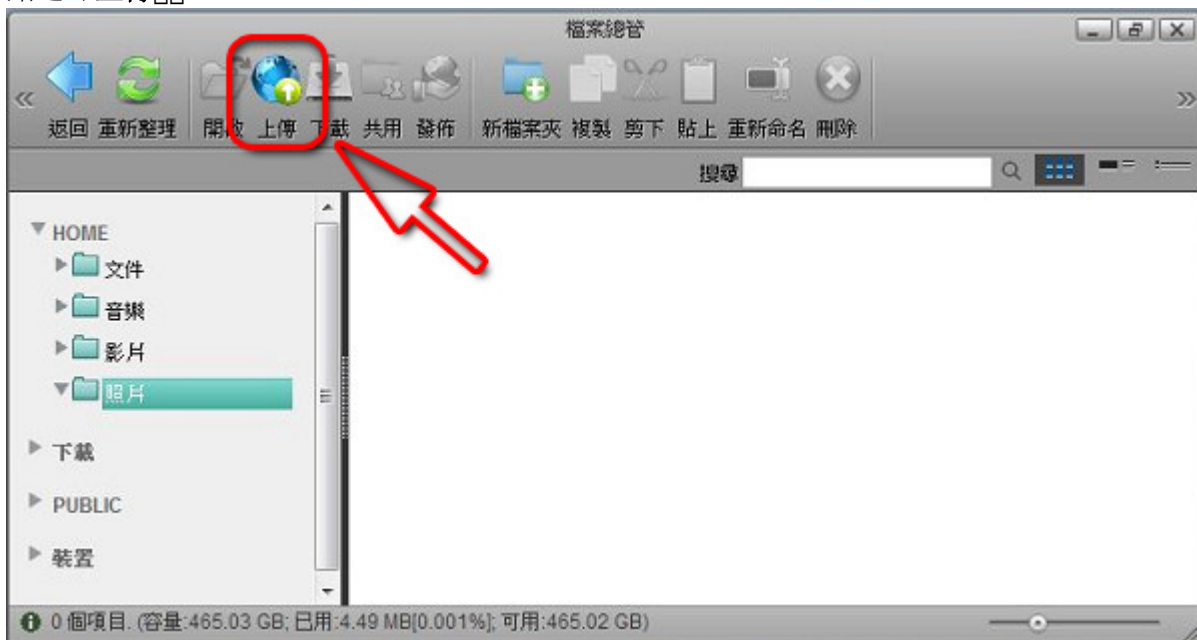 檔案總管
返回 重新整理 開啟 上傳 下載 共用 發佈 新檔案夾 複製 剪下 貼上 重新命名 刪除
搜尋
HOME
文件
音樂
影片
照片
下載
PUBLIC
裝置
0 個項目. (容量:465.03 GB; 已用:4.49 MB[0.001%]; 可用:465.02 GB)